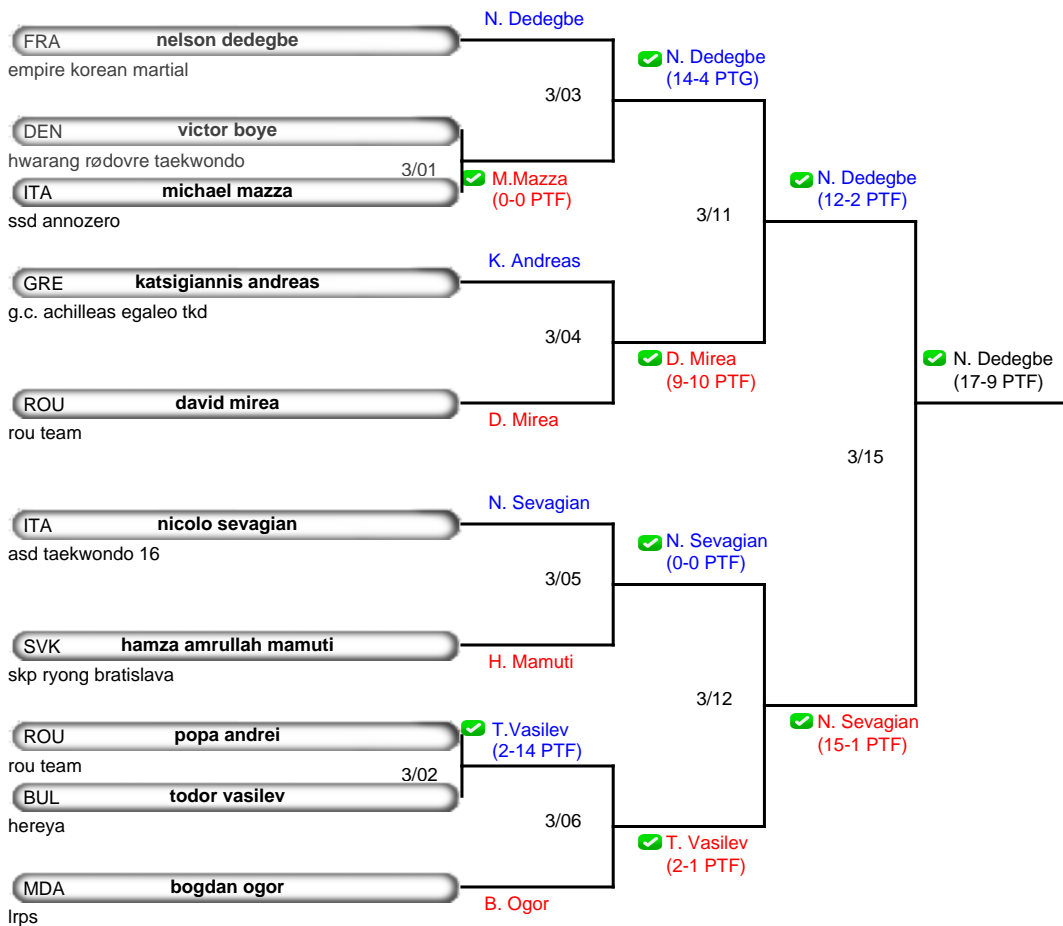 N. Dedegbe
FRA nelson dedegbe
empire korean martial
N. Dedegbe
(14-4 PTG)
3/03
DEN victor boye
hwarang rødovre taekwondo
3/01
ITA michael mazza
ssd annozero
M.Mazza
(0-0 PTF)
N. Dedegbe
(12-2 PTF)
3/11
K. Andreas
GRE katsigiannis andreas
g.c. achilleas egaleo tkd
3/04
D. Mirea
(9-10 PTF)
ROU david mirea
rou team
D. Mirea
N. Dedegbe
(17-9 PTF)
3/15
N. Sevagian
ITA nicolo sevagian
asd taekwondo 16
N. Sevagian
(0-0 PTF)
3/05
SVK hamza amrullah mamuti
skp ryong bratislava
H. Mamuti
3/12
N. Sevagian
(15-1 PTF)
ROU popa andrei
rou team
T.Vasilev
(2-14 PTF)
3/02
BUL todor vasilev
hereya
3/06
T. Vasilev
(2-1 PTF)
MDA bogdan ogor
lrps
B. Ogor